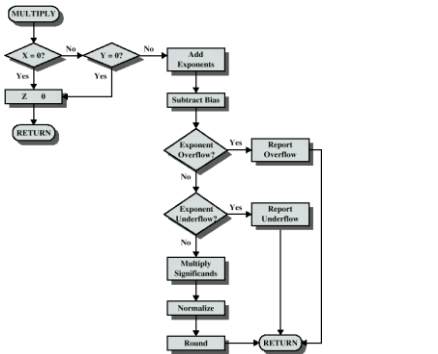 MULTIPLY
X = 0?
No
Y = 0?
No
Add
Exponents
Yes
Yes
Z 0
Subtract Bias
RETURN
Exponent
Overflow?
Yes
Report
Overflow
No
Exponent
Underflow?
Yes
Report
Underflow
No
Multiply
Significands
Normalize
Round
RETURN